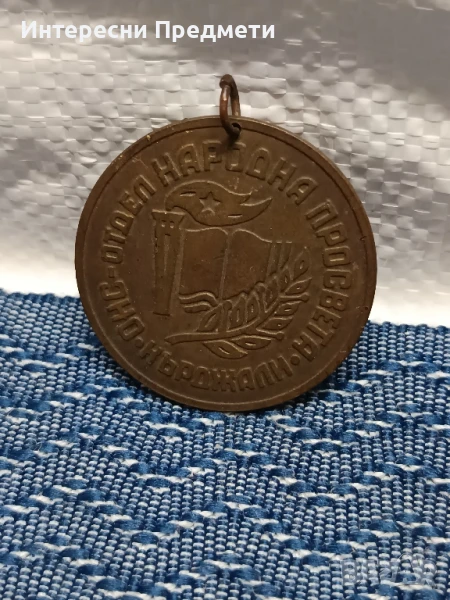 Интересни Предмети
ОНС - ОТДЕЛ НАРОДНА ПРОСВЕТА
• КЪРДЖАЛИ •